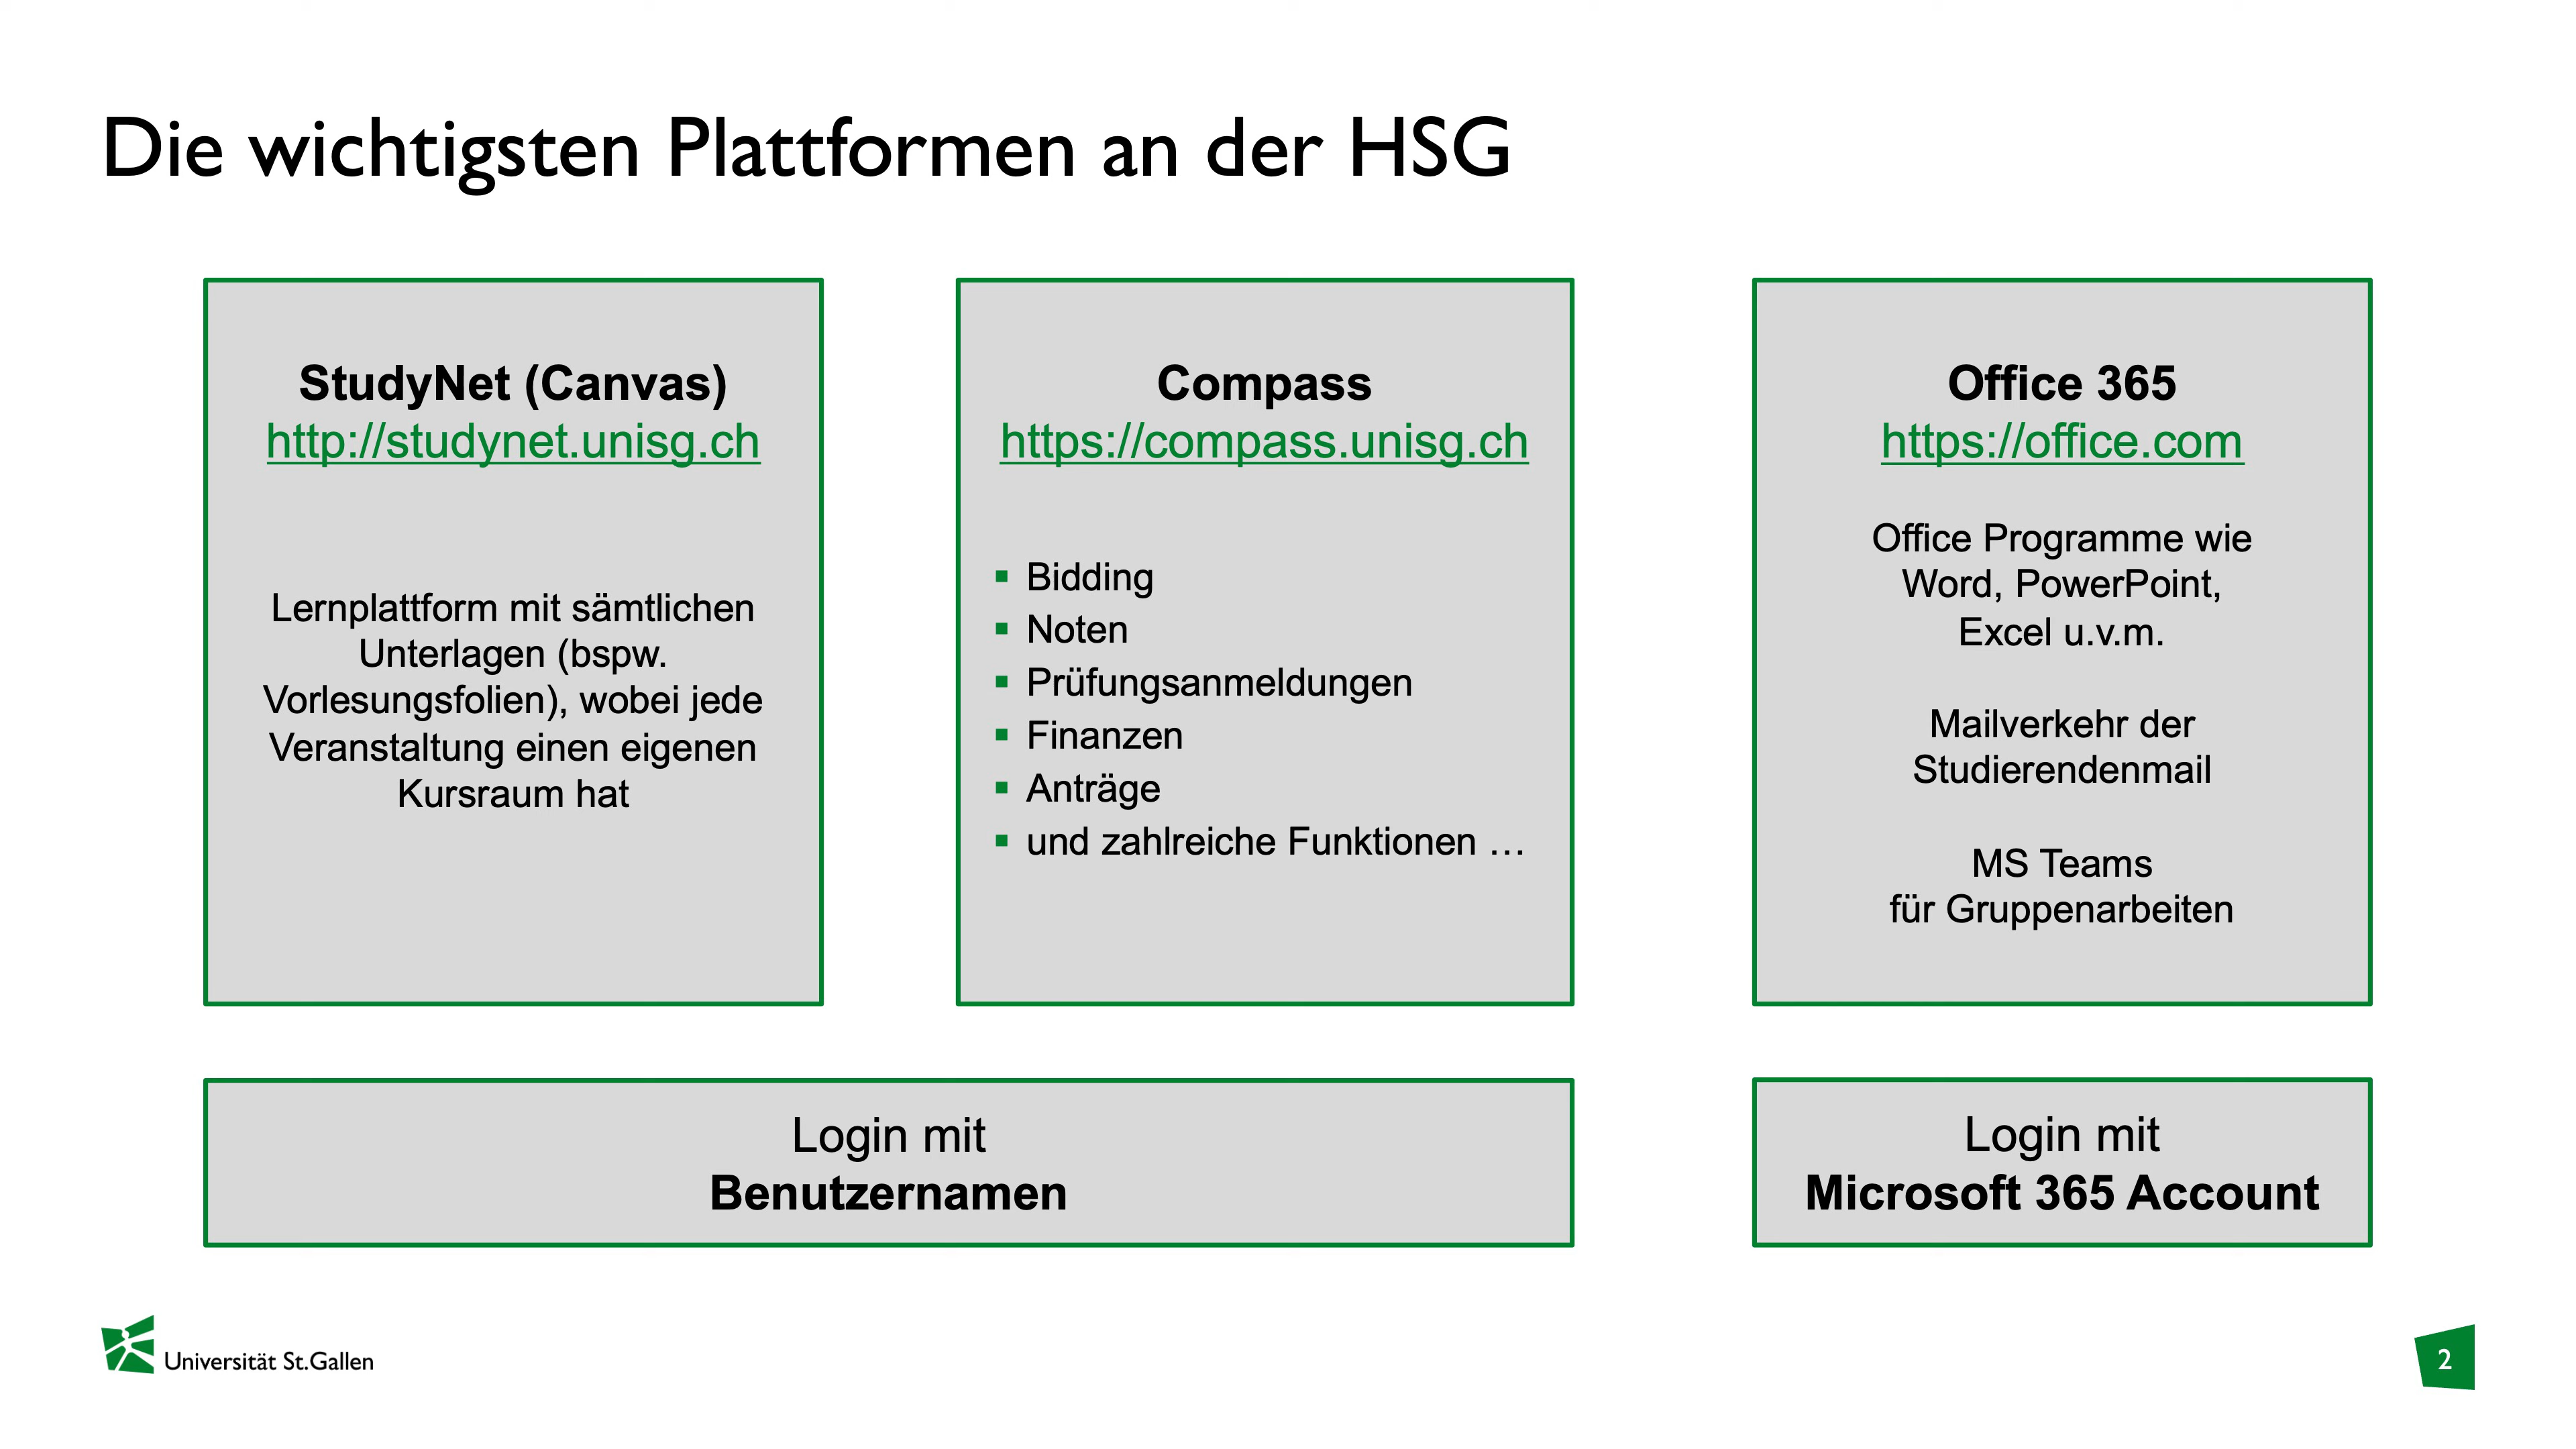 Die wichtigsten Plattformen an der HSG
StudyNet (Canvas)
http://studynet.unisg.ch
Lernplattform mit sämtlichen
Unterlagen (bspw.
Vorlesungsfolien), wobei jede
Veranstaltung einen eigenen
Kursraum hat
Compass
https://compass.unisg.ch
Bidding
Noten
Prüfungsanmeldungen
Finanzen
Anträge
und zahlreiche Funktionen …
Office 365
https://office.com
Office Programme wie
Word, PowerPoint,
Excel u.v.m.
Mailverkehr der
Studierendenmail
MS Teams
für Gruppenarbeiten
Login mit
Benutzernamen
Login mit
Microsoft 365 Account
Universität St.Gallen
2